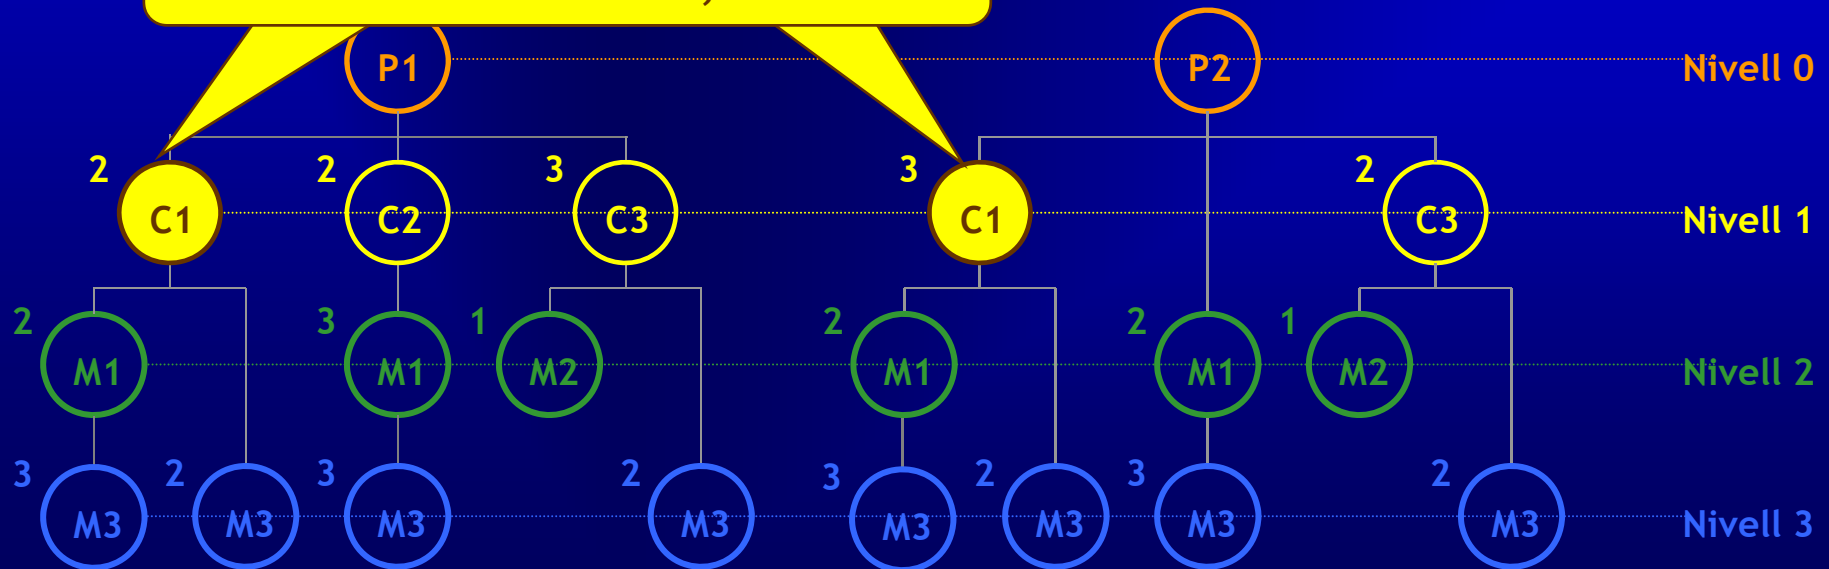 P1 P2 Nivell 0
2 2 3 3 2
C1 C2 C3 C1 C3 Nivell 1
2 3 1 2 2 1
M1 M1 M2 M1 M1 M2 Nivell 2
3 2 3 2 3 2 3 2
M3 M3 M3 M3 M3 M3 M3 M3 Nivell 3